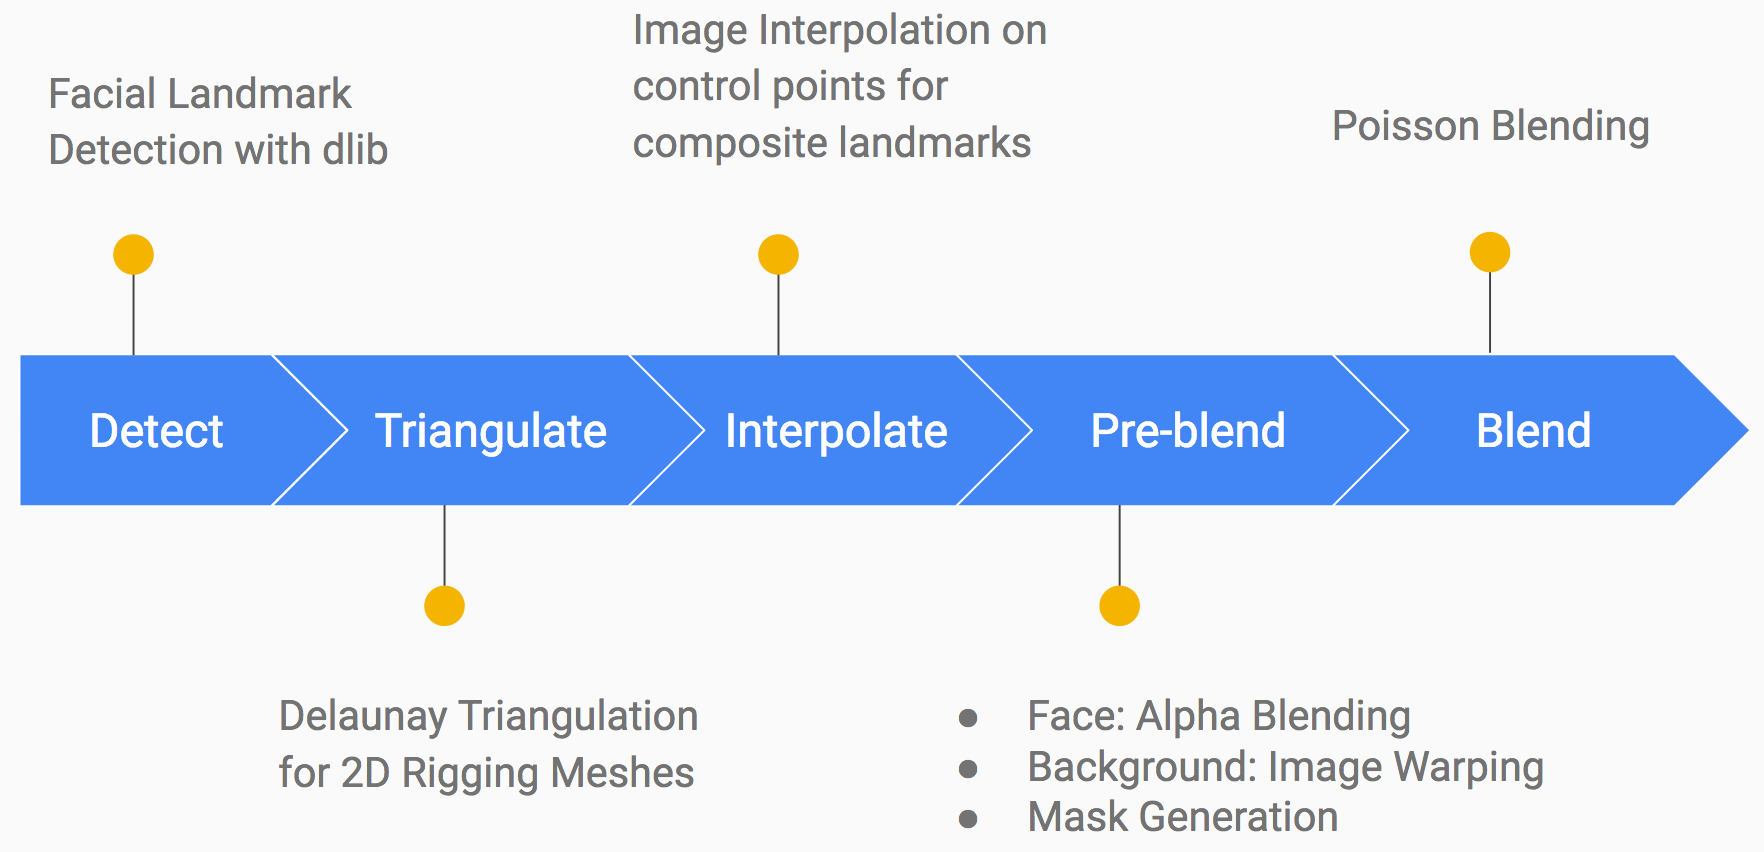 Facial Landmark
Detection with dlib
Image Interpolation on
control points for
composite landmarks
Poisson Blending
Detect
Triangulate
Interpolate
Pre-blend
Blend
Delaunay Triangulation
for 2D Rigging Meshes
● Face: Alpha Blending
● Background: Image Warping
● Mask Generation